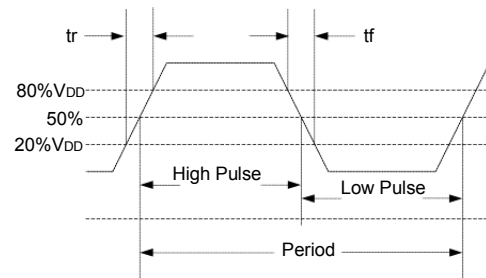 tr
tf
80%VDD
50%
20%VDD
High Pulse
Low Pulse
Period